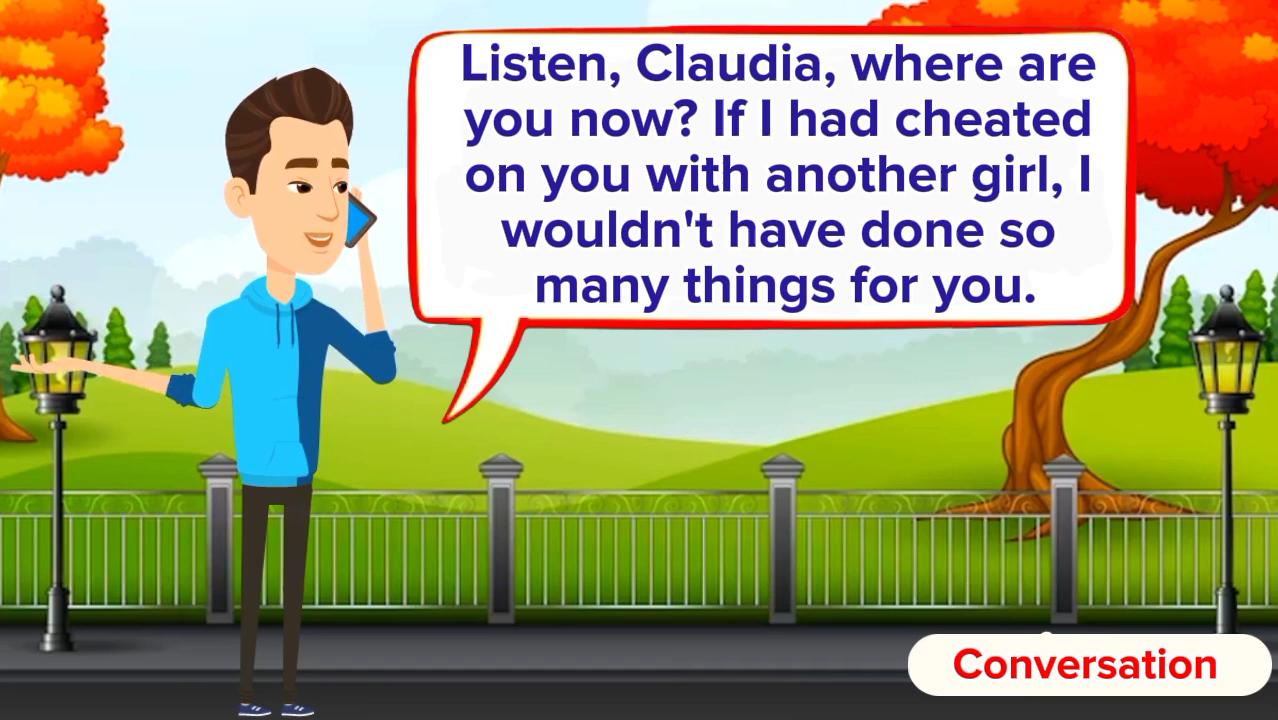 Listen, Claudia, where are
you now? If I had cheated
on you with another girl, I
wouldn't have done so
many things for you.
Conversation